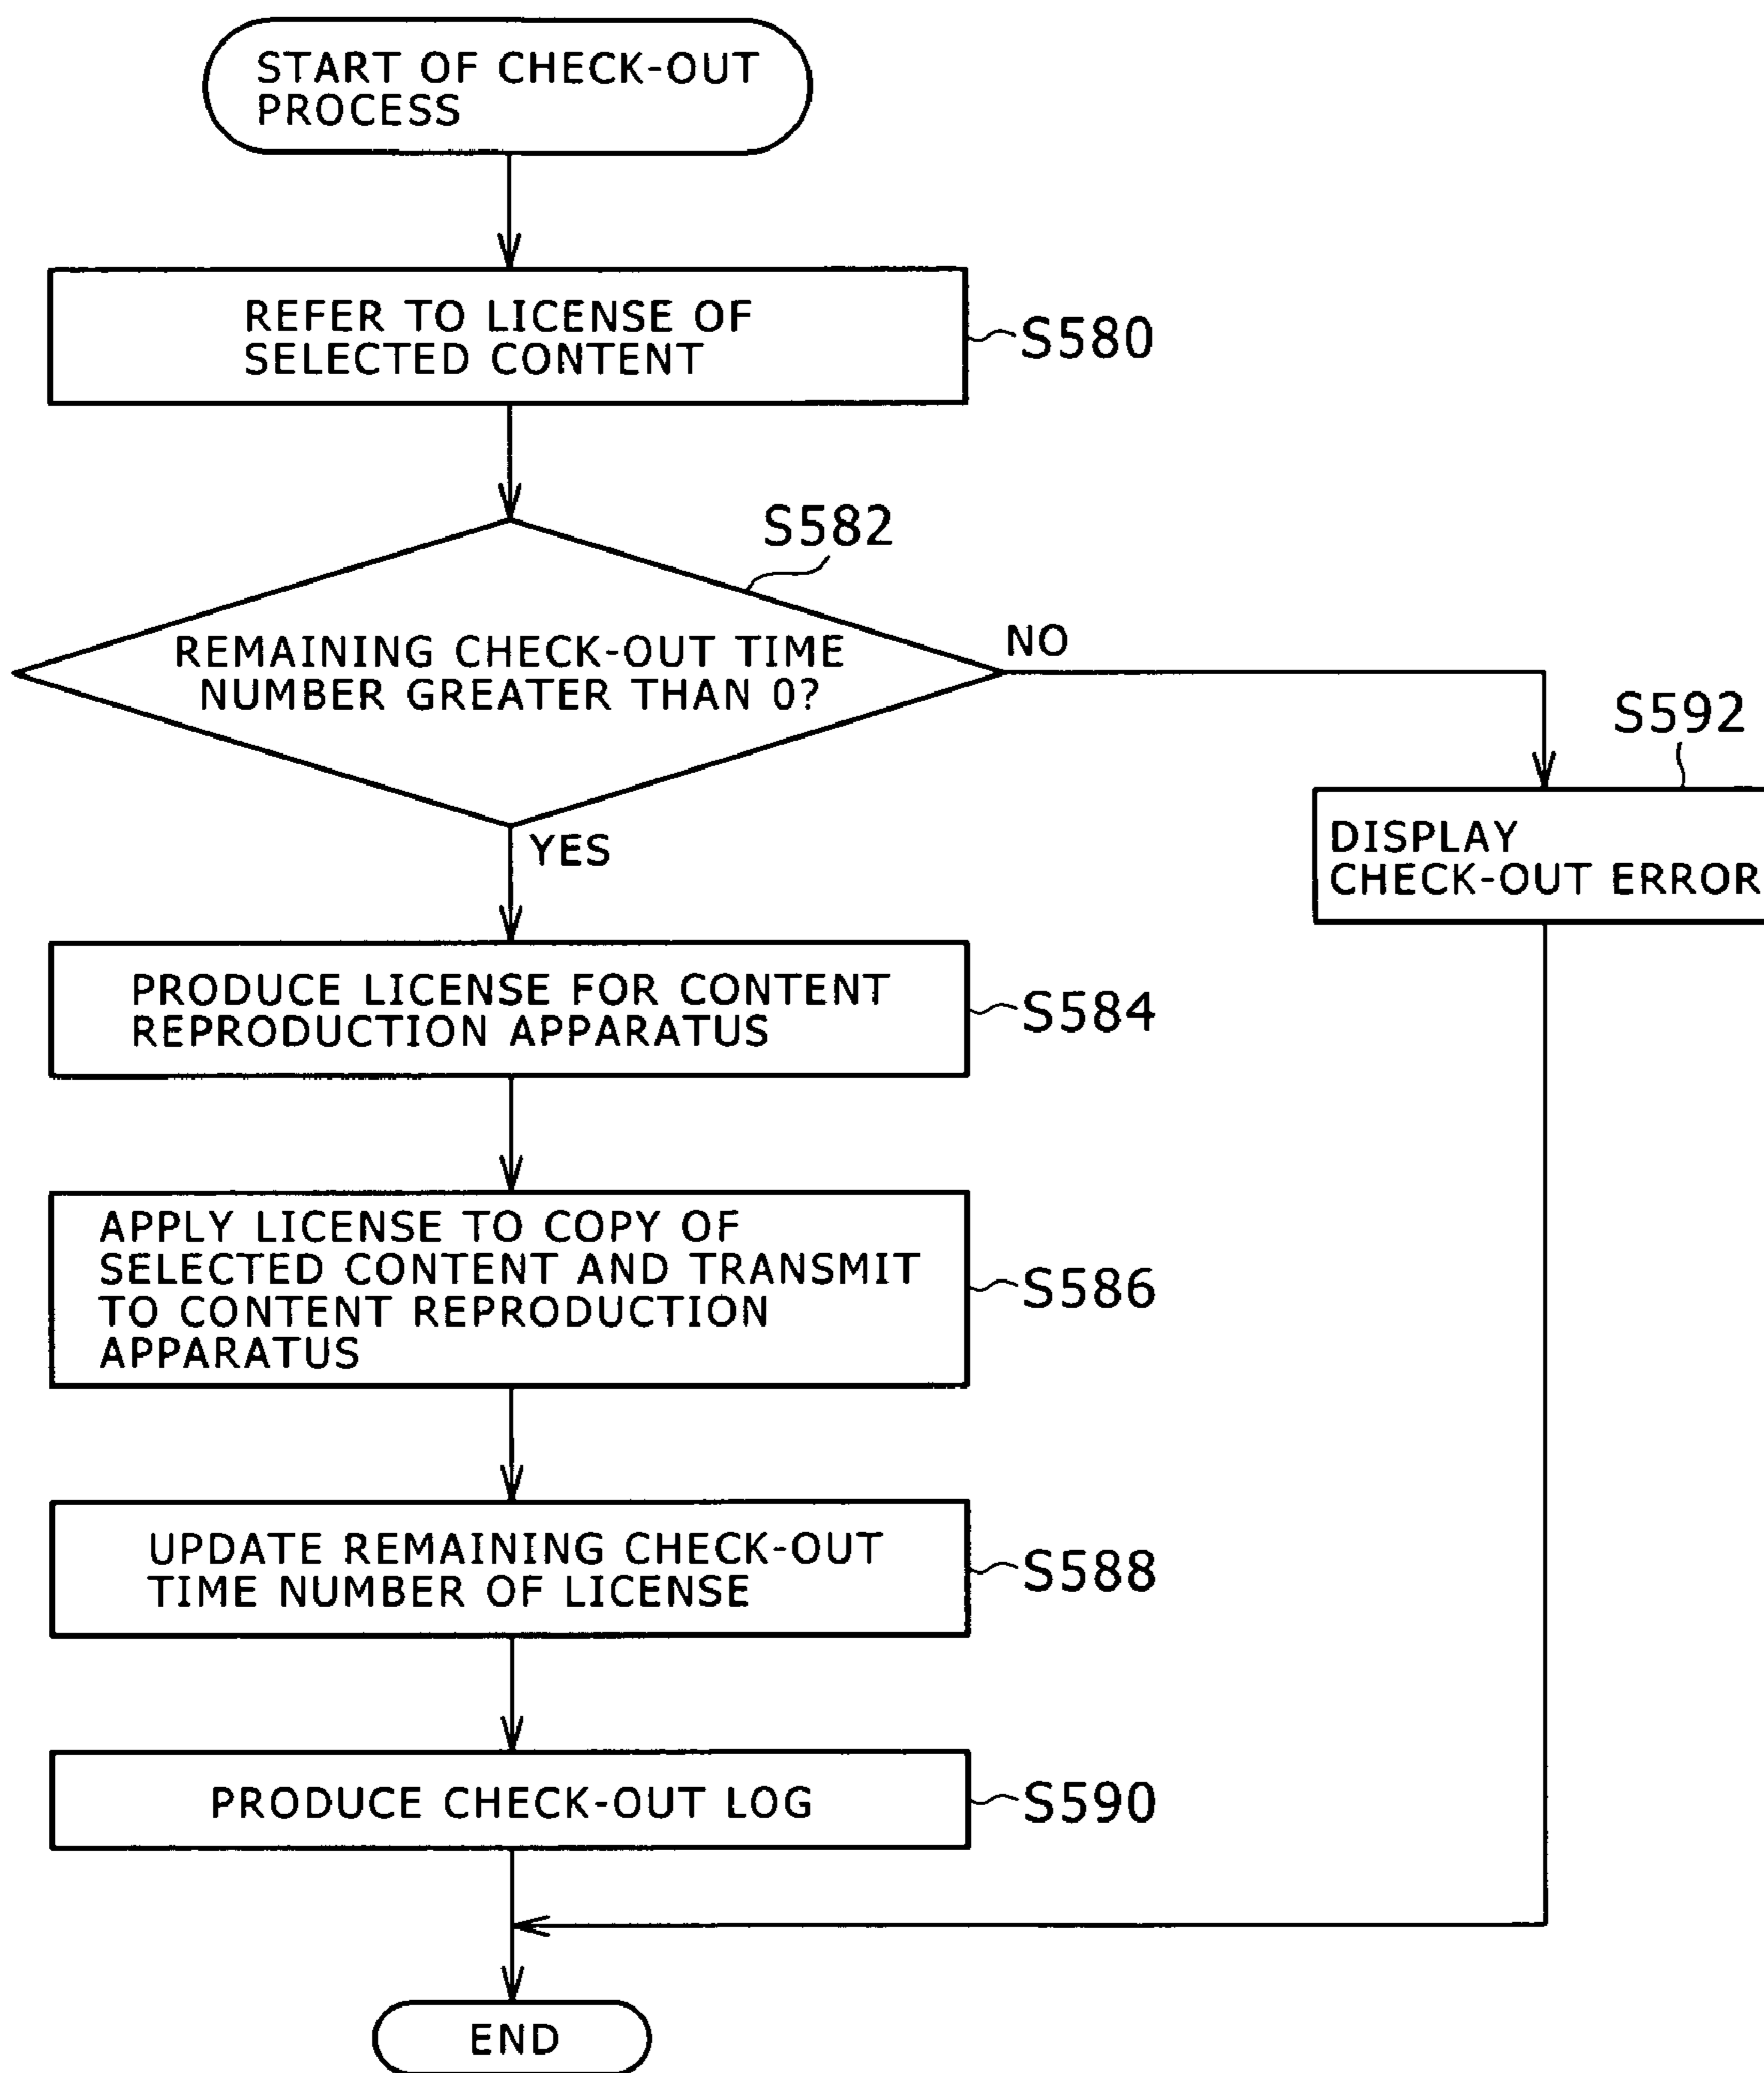 START OF CHECK-OUT
PROCESS
REFER TO LICENSE OF
SELECTED CONTENT
S580
S582
REMAINING CHECK-OUT TIME
NUMBER GREATER THAN 0?
NO
S592
DISPLAY
CHECK-OUT ERROR
YES
PRODUCE LICENSE FOR CONTENT
REPRODUCTION APPARATUS
S584
APPLY LICENSE TO COPY OF
SELECTED CONTENT AND TRANSMIT
TO CONTENT REPRODUCTION
APPARATUS
S586
UPDATE REMAINING CHECK-OUT
TIME NUMBER OF LICENSE
S588
PRODUCE CHECK-OUT LOG
S590
END